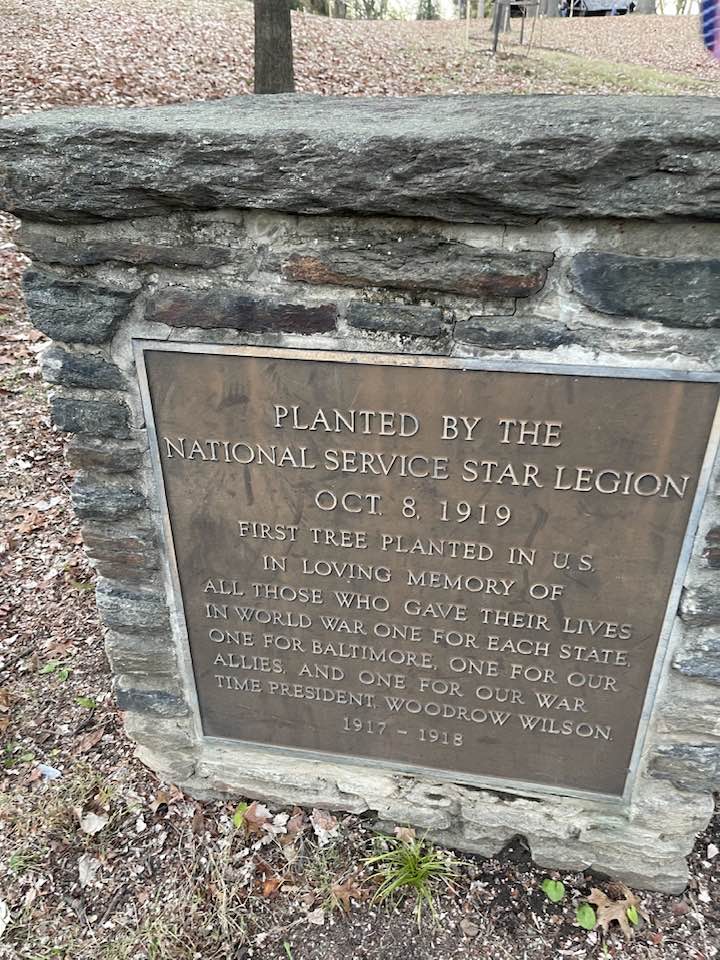 PLANTED BY THE
NATIONAL SERVICE STAR LEGION
OCT. 8, 1919
FIRST TREE PLANTED IN U.S.
IN LOVING MEMORY OF
ALL THOSE WHO GAVE THEIR LIVES
IN WORLD WAR ONE FOR EACH STATE,
ONE FOR BALTIMORE, ONE FOR OUR
ALLIES, AND ONE FOR OUR WAR
TIME PRESIDENT, WOODROW WILSON.
1917 - 1918